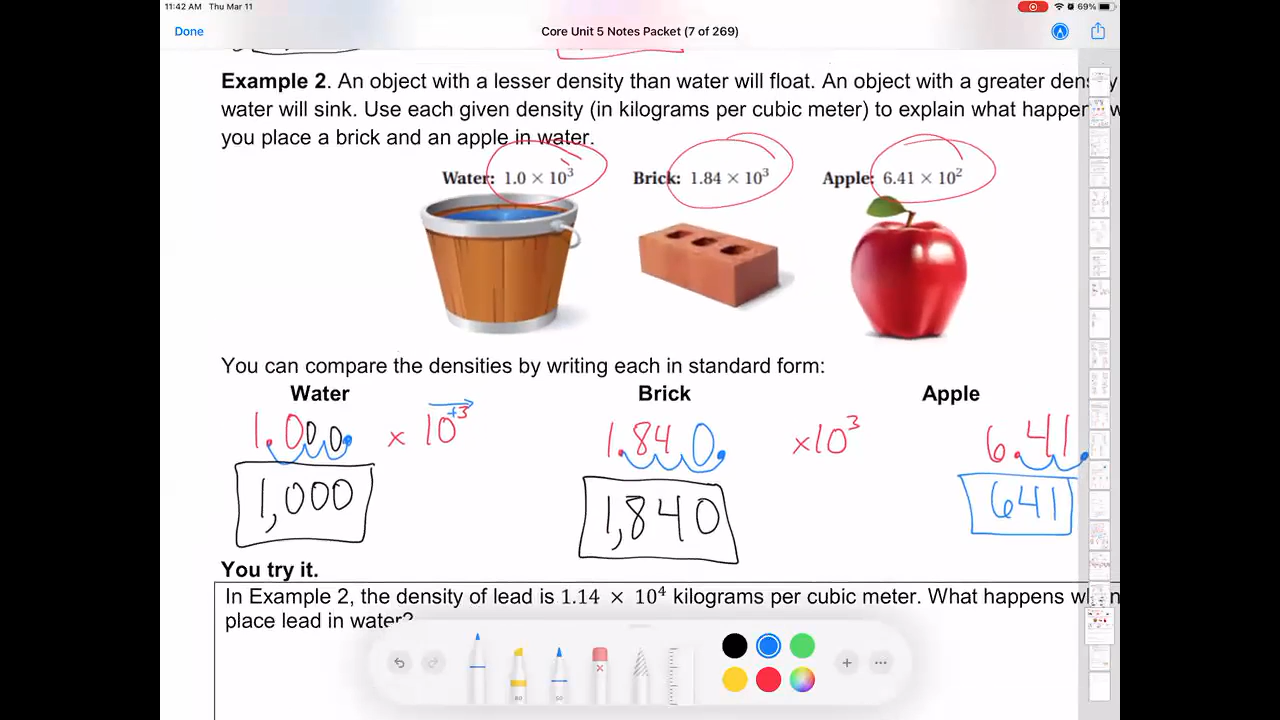 11:42 AM Thu Mar 11
69%
Done
Core Unit 5 Notes Packet (7 of 269)
Example 2. An object with a lesser density than water will float. An object with a greater density
water will sink. Use each given density (in kilograms per cubic meter) to explain what happen
you place a brick and an apple in water.
Water: 1.0 × 10³ Brick: 1.84 × 10³ Apple: 6.41 × 10²
You can compare the densities by writing each in standard form:
Water Brick Apple
1.000. × 10⁺³ 1.840. ×10³ 6.41.
1,000 1,840 641
You try it.
In Example 2, the density of lead is 1.14 × 10⁴ kilograms per cubic meter. What happens when
place lead in water?
80 50